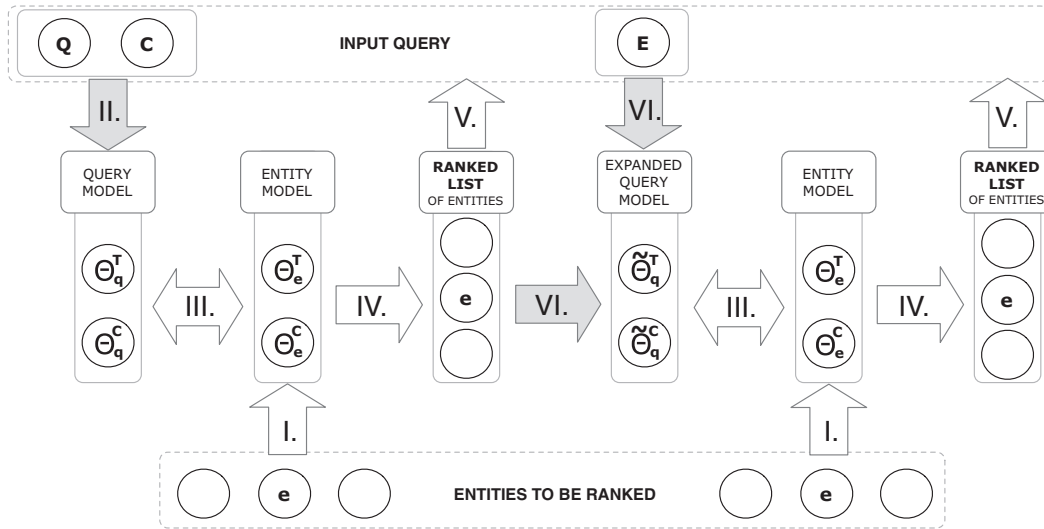 Q C INPUT QUERY E
II. V. VI. V.
QUERY MODEL
ENTITY MODEL
RANKED LIST OF ENTITIES
EXPANDED QUERY MODEL
ENTITY MODEL
RANKED LIST OF ENTITIES
Θ_q^T Θ_e^T Θ̃_q^T Θ_e^T
III. IV. e VI. III. IV. e
Θ_q^C Θ_e^C Θ̃_q^C Θ_e^C
I. I.
e ENTITIES TO BE RANKED e